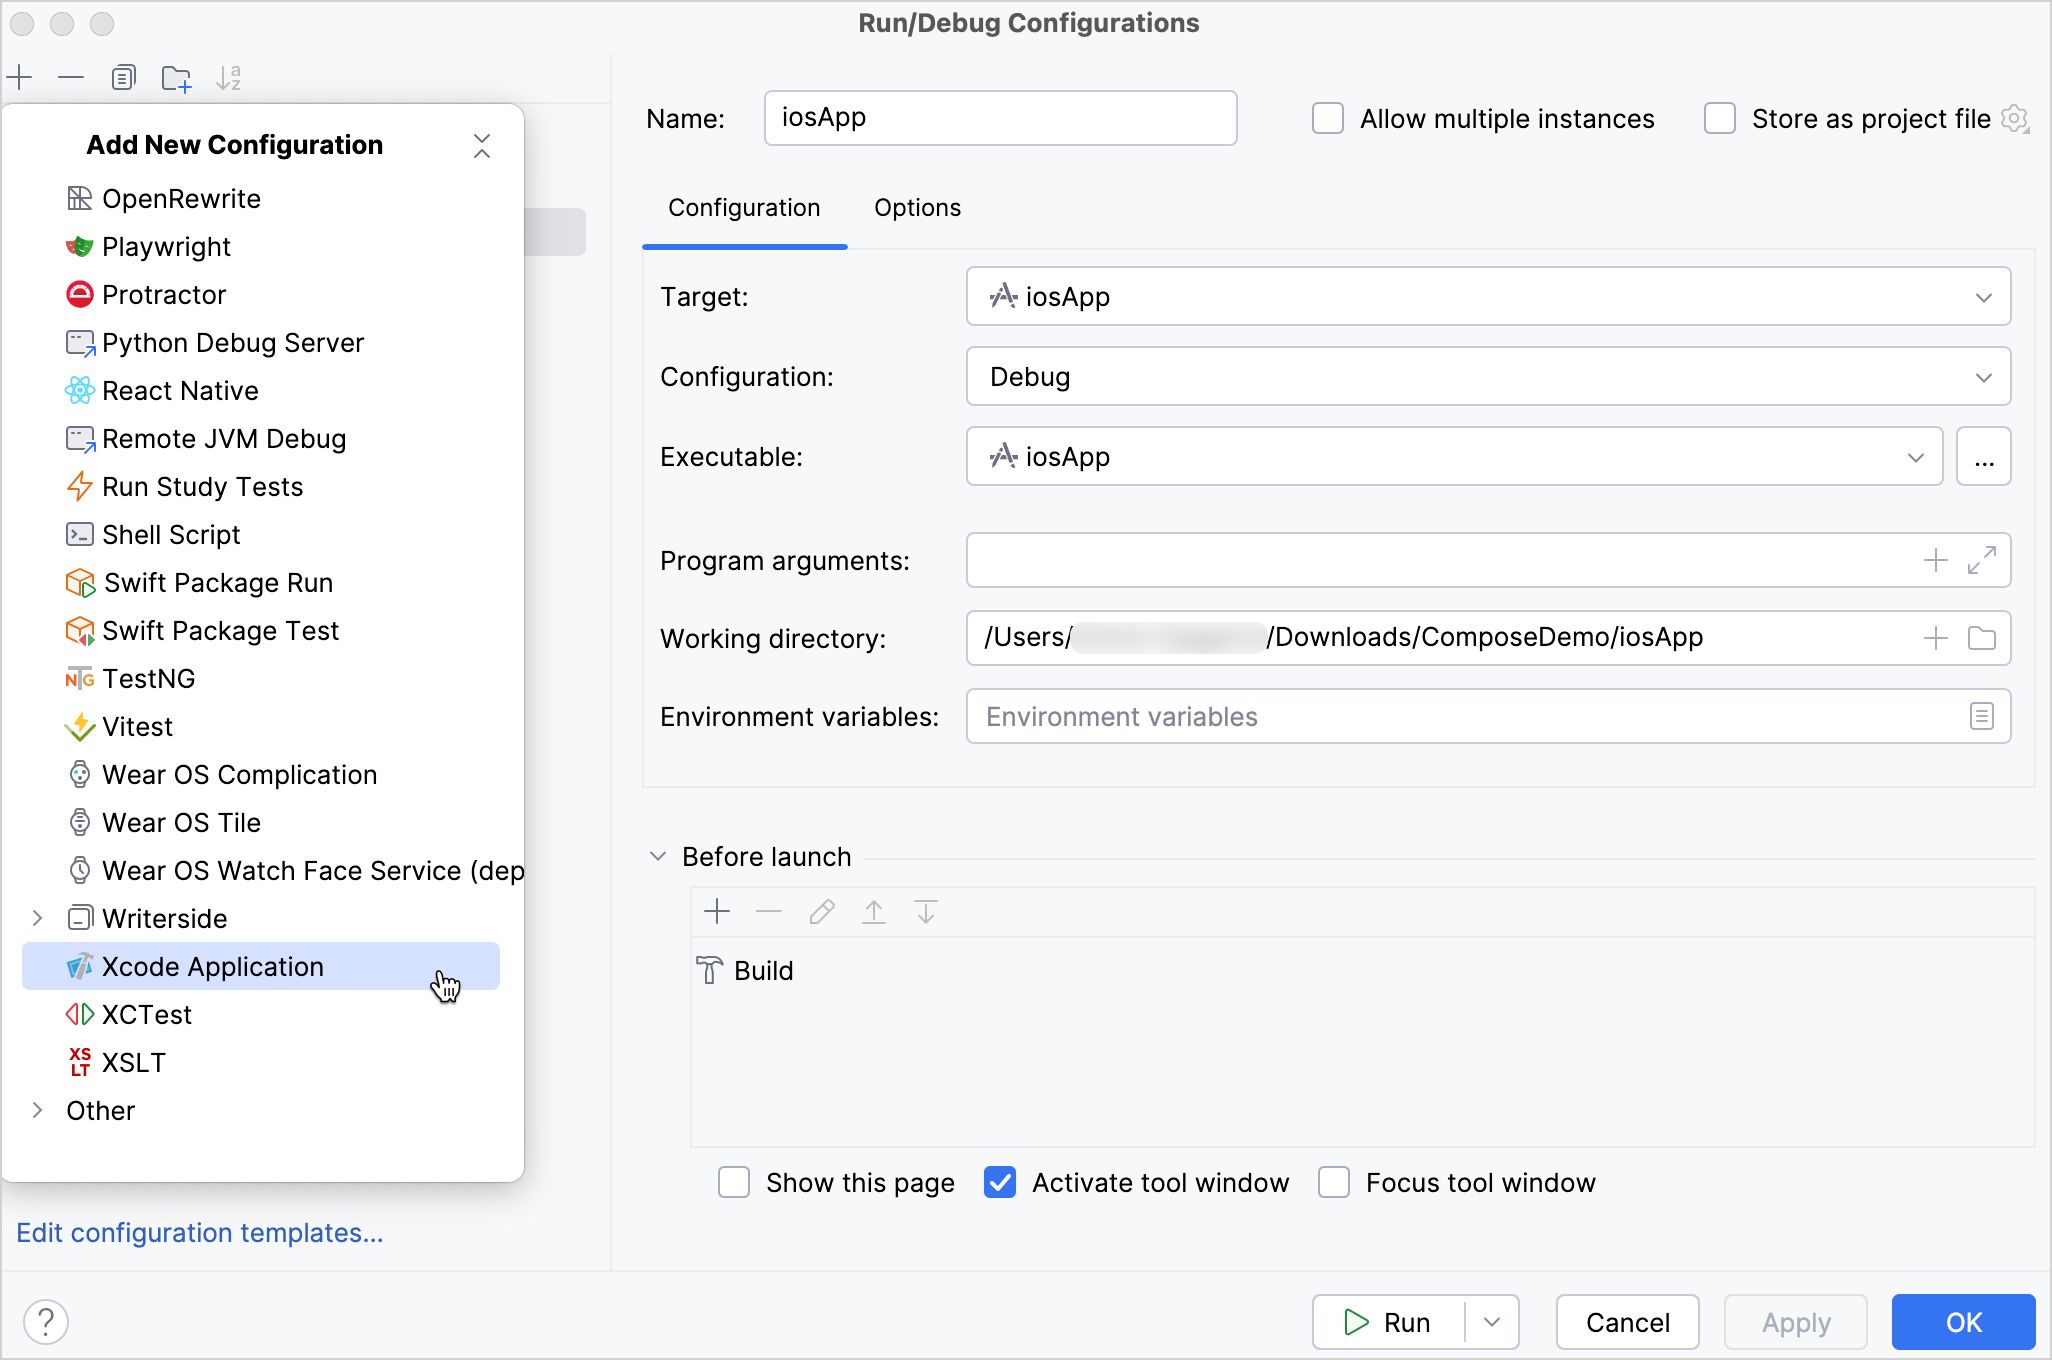 Run/Debug Configurations
Add New Configuration
OpenRewrite
Playwright
Protractor
Python Debug Server
React Native
Remote JVM Debug
Run Study Tests
Shell Script
Swift Package Run
Swift Package Test
TestNG
Vitest
Wear OS Complication
Wear OS Tile
Wear OS Watch Face Service (dep
Writerside
Xcode Application
XCTest
XSLT
Other
Edit configuration templates...
Name: iosApp
Allow multiple instances
Store as project file
Configuration Options
Target: iosApp
Configuration: Debug
Executable: iosApp ...
Program arguments:
Working directory: /Users/ /Downloads/ComposeDemo/iosApp
Environment variables: Environment variables
Before launch
Build
Show this page Activate tool window Focus tool window
? Run Cancel Apply OK